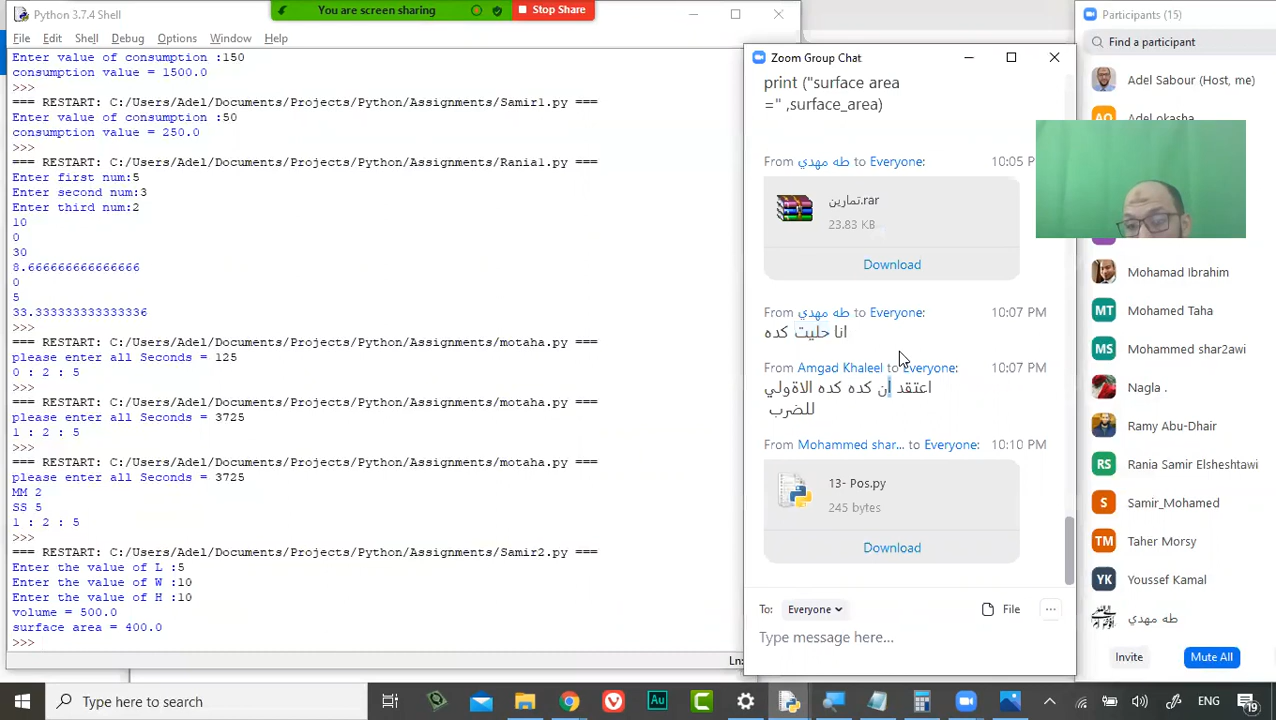 Python 3.7.4 Shell
You are screen sharing
Stop Share
File Edit Shell Debug Options Window Help
Enter value of consumption :150
consumption value = 1500.0
>>>
=== RESTART: C:/Users/Adel/Documents/Projects/Python/Assignments/Samir1.py ===
Enter value of consumption :50
consumption value = 250.0
>>>
=== RESTART: C:/Users/Adel/Documents/Projects/Python/Assignments/Rania1.py ===
Enter first num:5
Enter second num:3
Enter third num:2
10
0
30
8.666666666666666
0
5
33.333333333333336
>>>
=== RESTART: C:/Users/Adel/Documents/Projects/Python/Assignments/motaha.py ===
please enter all Seconds = 125
0 : 2 : 5
>>>
=== RESTART: C:/Users/Adel/Documents/Projects/Python/Assignments/motaha.py ===
please enter all Seconds = 3725
1 : 2 : 5
>>>
=== RESTART: C:/Users/Adel/Documents/Projects/Python/Assignments/motaha.py ===
please enter all Seconds = 3725
MM 2
SS 5
1 : 2 : 5
>>>
=== RESTART: C:/Users/Adel/Documents/Projects/Python/Assignments/Samir2.py ===
Enter the value of L :5
Enter the value of W :10
Enter the value of H :10
volume = 500.0
surface area = 400.0
>>>
Ln:
Zoom Group Chat
print ("surface area
=" ,surface_area)
From طه مهدي to Everyone: 10:05 P
تمارين.rar
23.83 KB
Download
From طه مهدي to Everyone: 10:07 PM
انا حليت كده
From Amgad Khaleel to Everyone: 10:07 PM
اعتقد ان كده كده الاةولي
للضرب
From Mohammed shar... to Everyone: 10:10 PM
13- Pos.py
245 bytes
Download
To: Everyone File ...
Type message here...
Participants (15)
Find a participant
Adel Sabour (Host, me)
AO Adel okasha
Mohamad Ibrahim
MT Mohamed Taha
MS Mohammed shar2awi
Nagla .
Ramy Abu-Dhair
RS Rania Samir Elsheshtawi
S Samir_Mohamed
TM Taher Morsy
YK Youssef Kamal
طه مهدي
Invite Mute All
Type here to search
Au
ENG
19